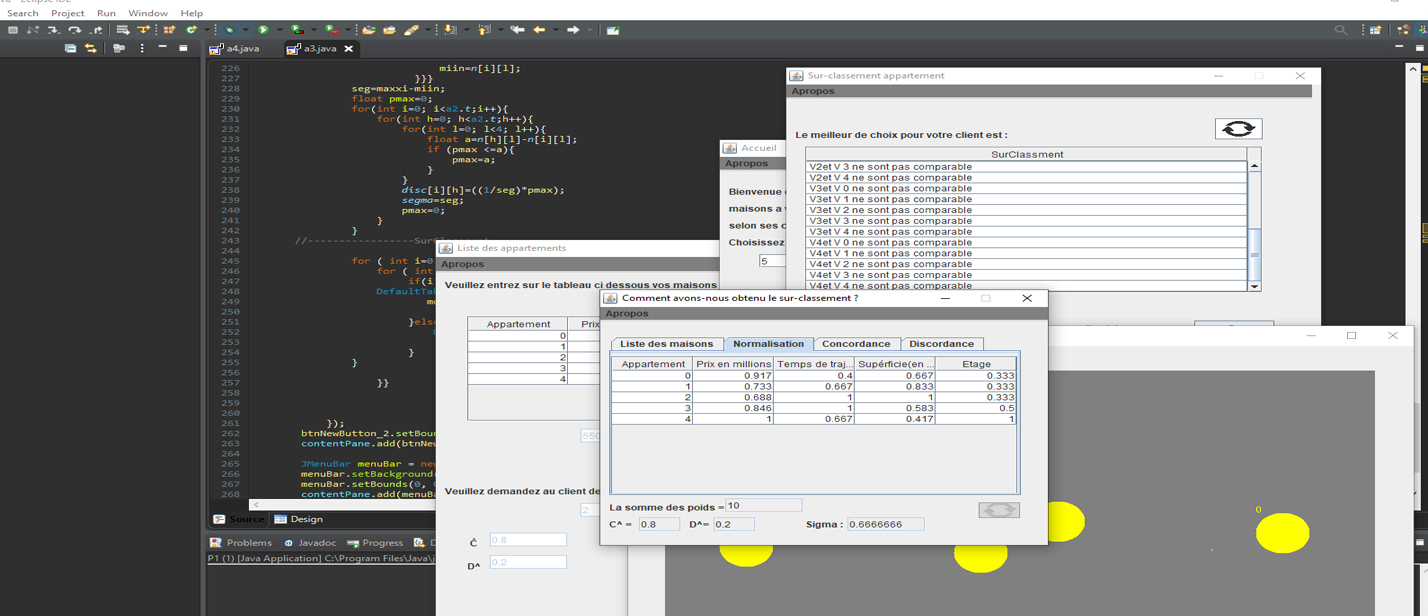 Search Project Run Window Help
a4.java a3.java
226 miin=n[i][l];
227 }}}
228 seg=maxxi-miin;
229 float pmax=0;
230 for(int i=0; i<a2.t;i++){
231 for(int h=0; h<a2.t;h++){
232 for(int l=0; l<4; l++){
233 float a=n[h][l]-n[i][l];
234 if (pmax <=a){
235 pmax=a;
236 }
237 }
238 disc[i][h]=((1/seg)*pmax);
239 segma=seg;
240 pmax=0;
241 }
242 }
243 //-----------------Sur
244
245 for ( int i=0
246 for ( int
247 if(i
248 DefaultTa
249 mo
250
251 }else
252
253
254 }
255 }
256
257 }}
258
259
260
261 });
262 btnNewButton_2.setBoun
263 contentPane.add(btnNew
264
265 JMenuBar menuBar = new
266 menuBar.setBackground(
267 menuBar.setBounds(0,
268 contentPane.add(menuBa
Source Design
Problems Javadoc Progress
P1 (1) [Java Application] C:\Program Files\Java\j
Sur-classement appartement
Apropos
Le meilleur de choix pour votre client est :
SurClassment
V2et V 3 ne sont pas comparable
V2et V 4 ne sont pas comparable
V3et V 0 ne sont pas comparable
V3et V 1 ne sont pas comparable
V3et V 2 ne sont pas comparable
V3et V 3 ne sont pas comparable
V3et V 4 ne sont pas comparable
V4et V 0 ne sont pas comparable
V4et V 1 ne sont pas comparable
V4et V 2 ne sont pas comparable
V4et V 3 ne sont pas comparable
V4et V 4 ne sont pas comparable
Accueil
Apropos
Bienvenue
maisons a v
selon ses c
Choisissez
5
Liste des appartements
Apropos
Veuillez entrez sur le tableau ci dessous vos maisons
Appartement Prix
0
1
2
3
4
550
Veuillez demandez au client de
2
Ĉ 0.8
D^ 0.2
Comment avons-nous obtenu le sur-classement ?
Apropos
Liste des maisons Normalisation Concordance Discordance
Appartement Prix en millions Temps de traj... Supérficie(en ... Etage
0 0.917 0.4 0.667 0.333
1 0.733 0.667 0.833 0.333
2 0.688 1 1 0.333
3 0.846 1 0.583 0.5
4 1 0.667 0.417 1
La somme des poids = 10
C^ = 0.8 D^= 0.2 Sigma : 0.6666666
0